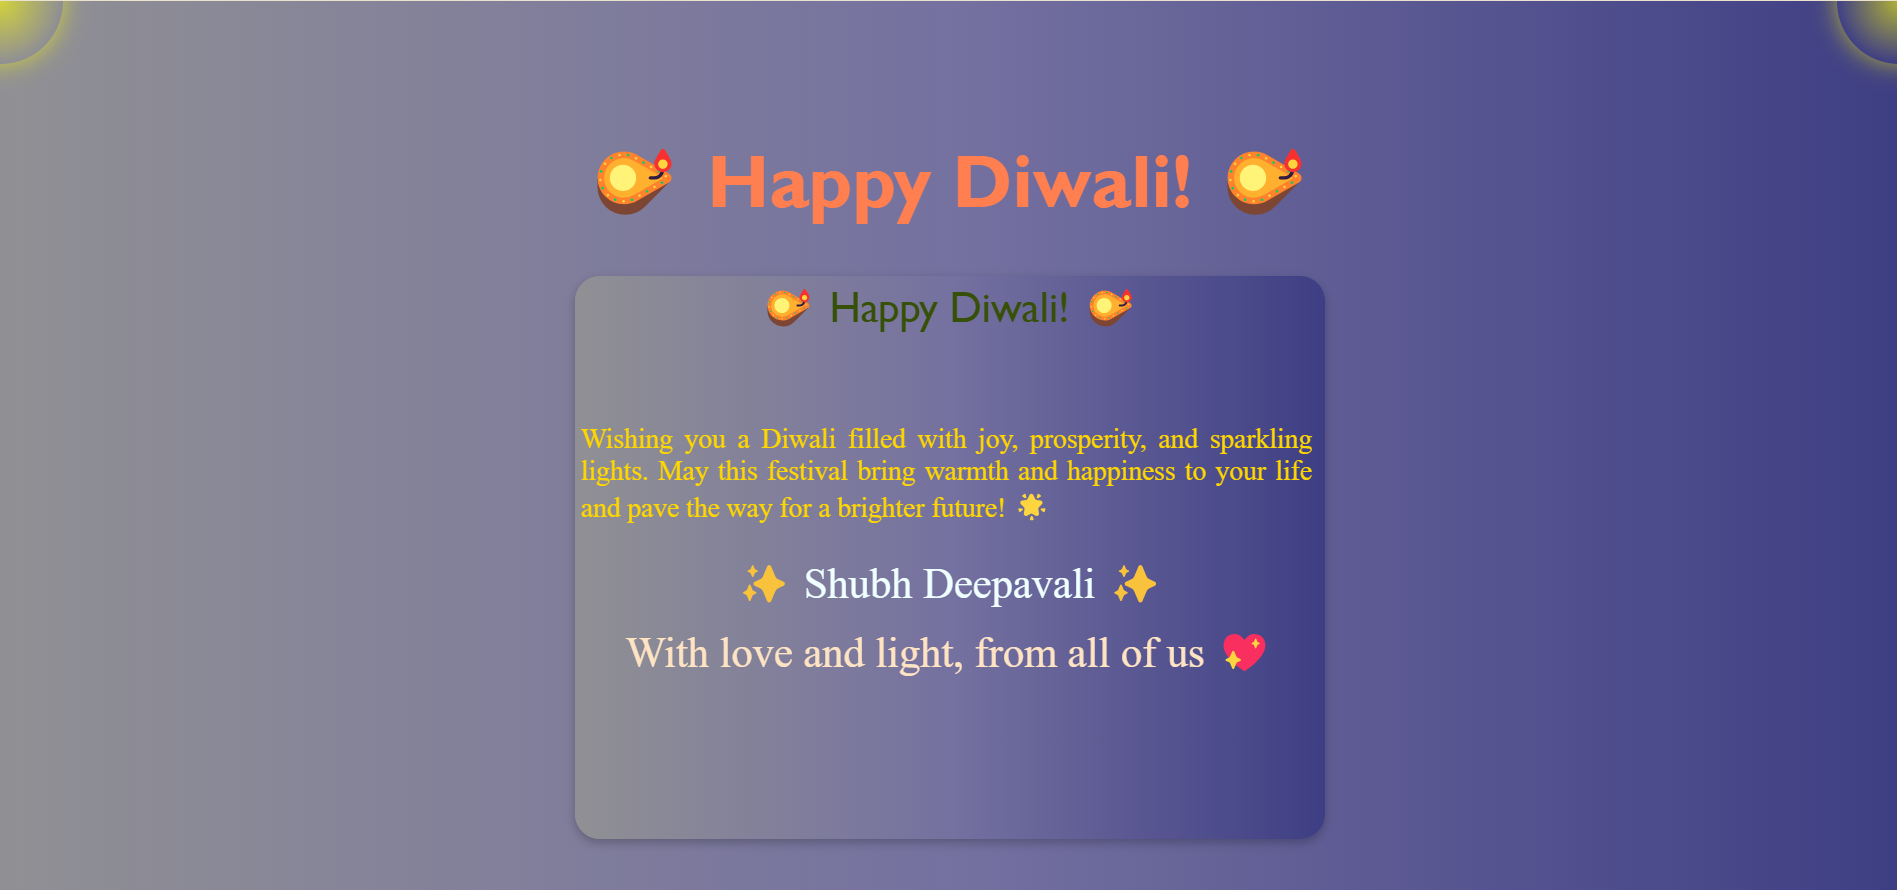 🪔 Happy Diwali! 🪔
🪔 Happy Diwali! 🪔
Wishing you a Diwali filled with joy, prosperity, and sparkling
lights. May this festival bring warmth and happiness to your life
and pave the way for a brighter future! 🌟
✨ Shubh Deepavali ✨
With love and light, from all of us 💖